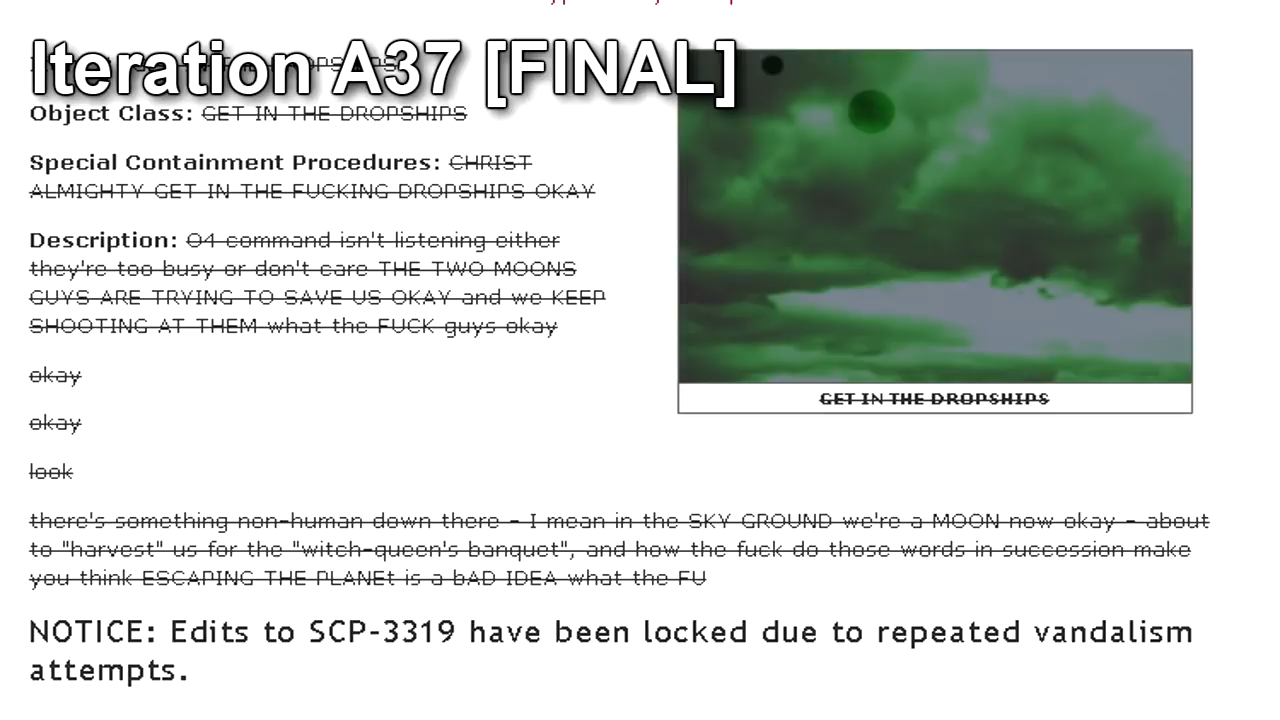 Iteration A37 [FINAL]
Object Class: GET IN THE DROPSHIPS
Special Containment Procedures: CHRIST
ALMIGHTY GET IN THE FUCKING DROPSHIPS OKAY
Description: O4 command isn't listening either
they're too busy or don't care THE TWO MOONS
GUYS ARE TRYING TO SAVE US OKAY and we KEEP
SHOOTING AT THEM what the FUCK guys okay
okay
okay
look
GET IN THE DROPSHIPS
there's something non-human down there - I mean in the SKY GROUND we're a MOON now okay - about
to "harvest" us for the "witch-queen's banquet", and how the fuck do those words in succession make
you think ESCAPING THE PLANEt is a bAD IDEA what the FU
NOTICE: Edits to SCP-3319 have been locked due to repeated vandalism
attempts.